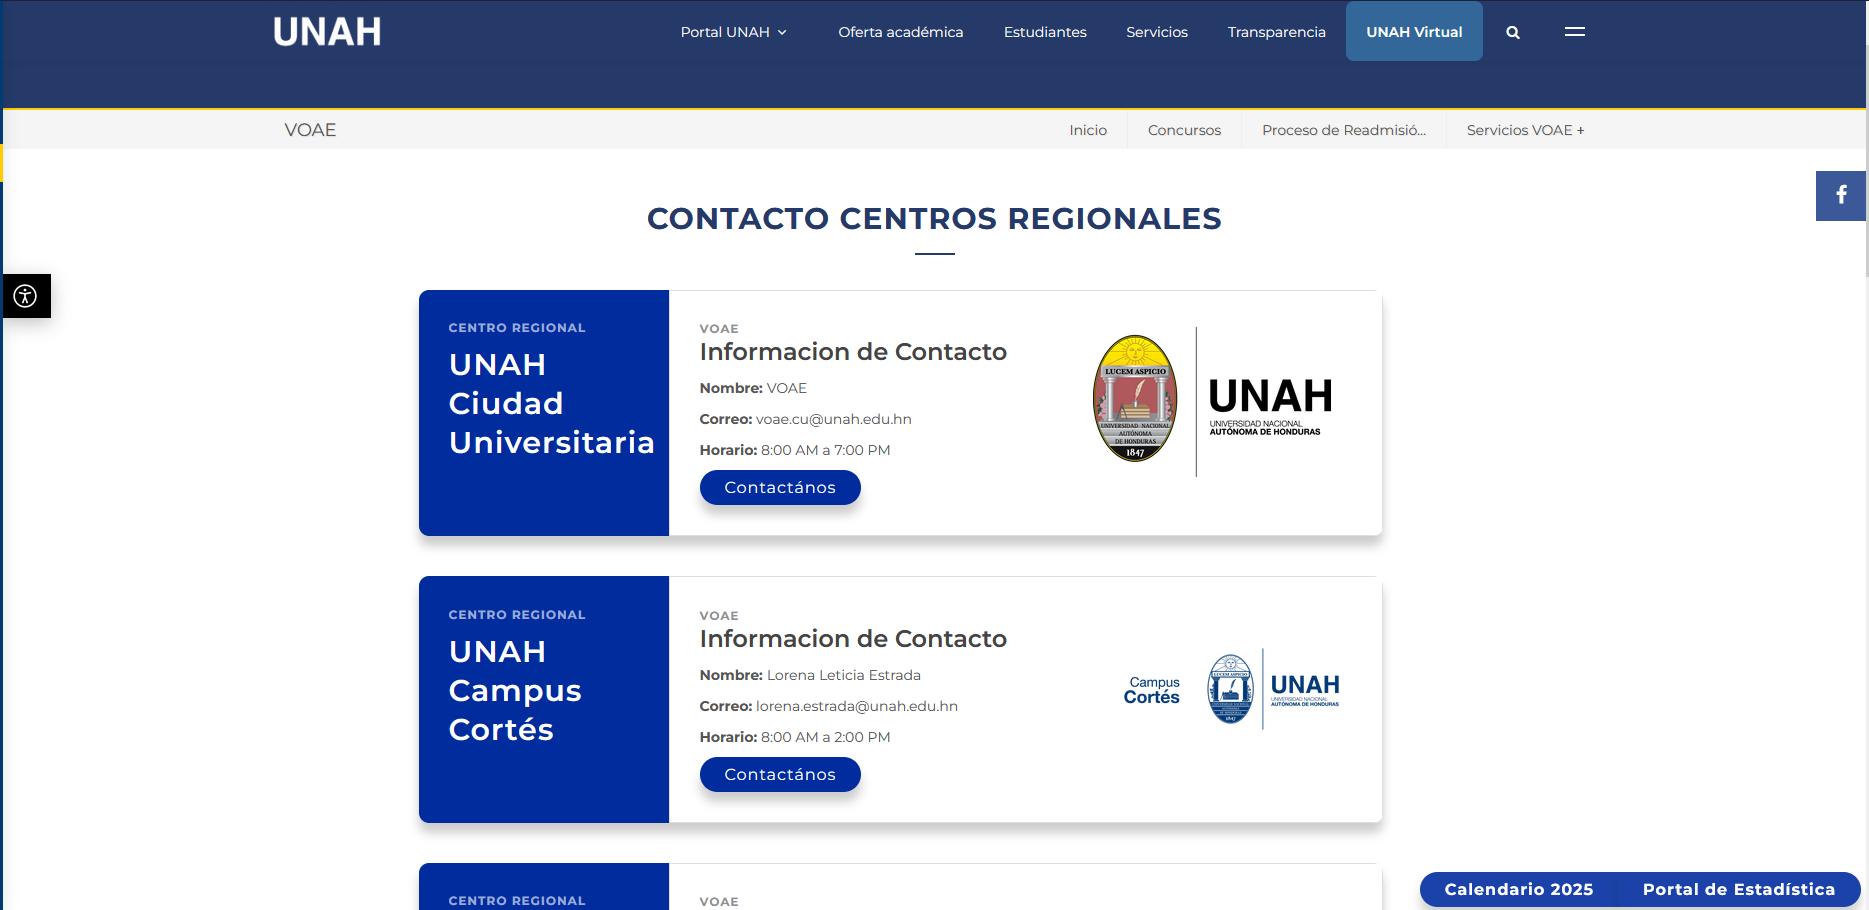 UNAH
Portal UNAH
Oferta académica
Estudiantes
Servicios
Transparencia
UNAH Virtual
VOAE
Inicio
Concursos
Proceso de Readmisió...
Servicios VOAE +
CONTACTO CENTROS REGIONALES
CENTRO REGIONAL
UNAH
Ciudad
Universitaria
VOAE
Informacion de Contacto
Nombre: VOAE
Correo: voae.cu@unah.edu.hn
Horario: 8:00 AM a 7:00 PM
Contactános
LUCEM ASPICIO
UNIVERSIDAD NACIONAL
AUTÓNOMA
DE HONDURAS
1847
UNAH
UNIVERSIDAD NACIONAL
AUTÓNOMA DE HONDURAS
CENTRO REGIONAL
UNAH
Campus
Cortés
VOAE
Informacion de Contacto
Nombre: Lorena Leticia Estrada
Correo: lorena.estrada@unah.edu.hn
Horario: 8:00 AM a 2:00 PM
Contactános
Campus
Cortés
LUCEM ASPICIO
1847
UNAH
UNIVERSIDAD NACIONAL
AUTÓNOMA DE HONDURAS
CENTRO REGIONAL
VOAE
Calendario 2025
Portal de Estadística